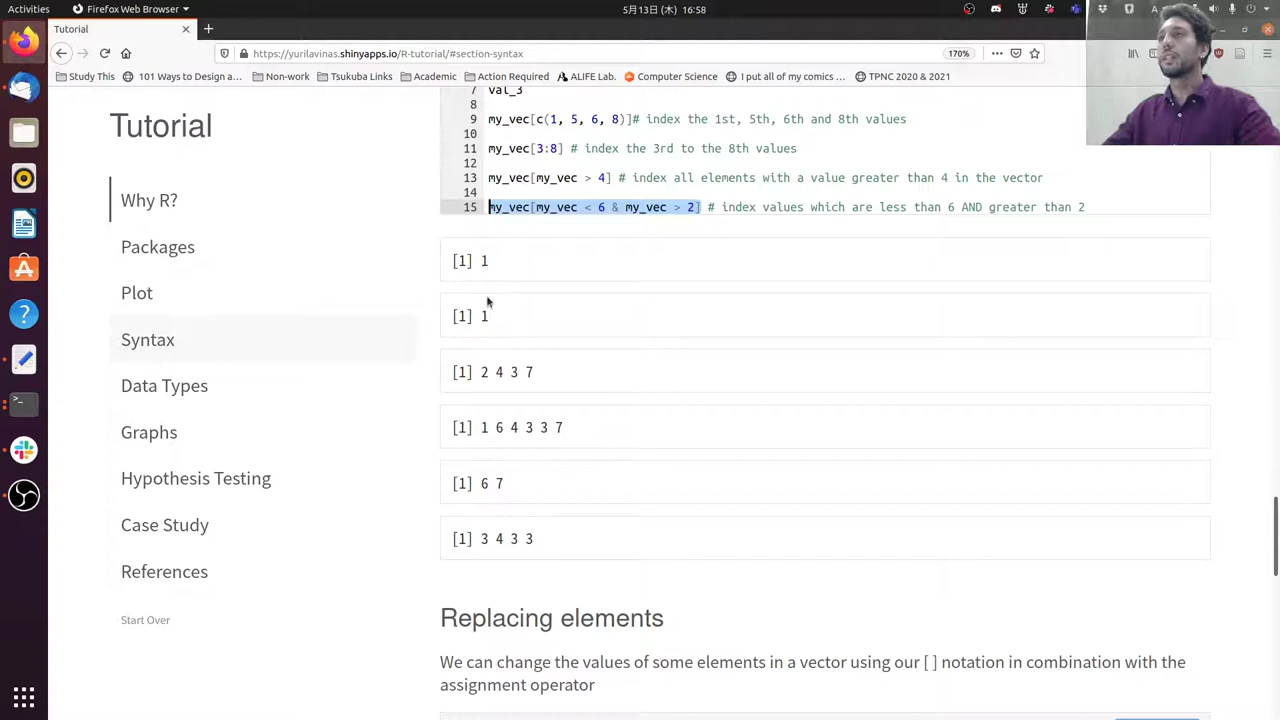 Activities
Firefox Web Browser
5月13日(木) 16:58
Tutorial
https://yurilavinas.shinyapps.io/R-tutorial/#section-syntax
170%
Study This
101 Ways to Design a...
Non-work
Tsukuba Links
Academic
Action Required
ALIFE Lab.
Computer Science
I put all of my comics ...
TPNC 2020 & 2021
Tutorial
Why R?
Packages
Plot
Syntax
Data Types
Graphs
Hypothesis Testing
Case Study
References
Start Over
7 val_3
8
9 my_vec[c(1, 5, 6, 8)]# index the 1st, 5th, 6th and 8th values
10
11 my_vec[3:8] # index the 3rd to the 8th values
12
13 my_vec[my_vec > 4] # index all elements with a value greater than 4 in the vector
14
15 my_vec[my_vec < 6 & my_vec > 2] # index values which are less than 6 AND greater than 2
[1] 1
[1] 1
[1] 2 4 3 7
[1] 1 6 4 3 3 7
[1] 6 7
[1] 3 4 3 3
Replacing elements
We can change the values of some elements in a vector using our [ ] notation in combination with the
assignment operator